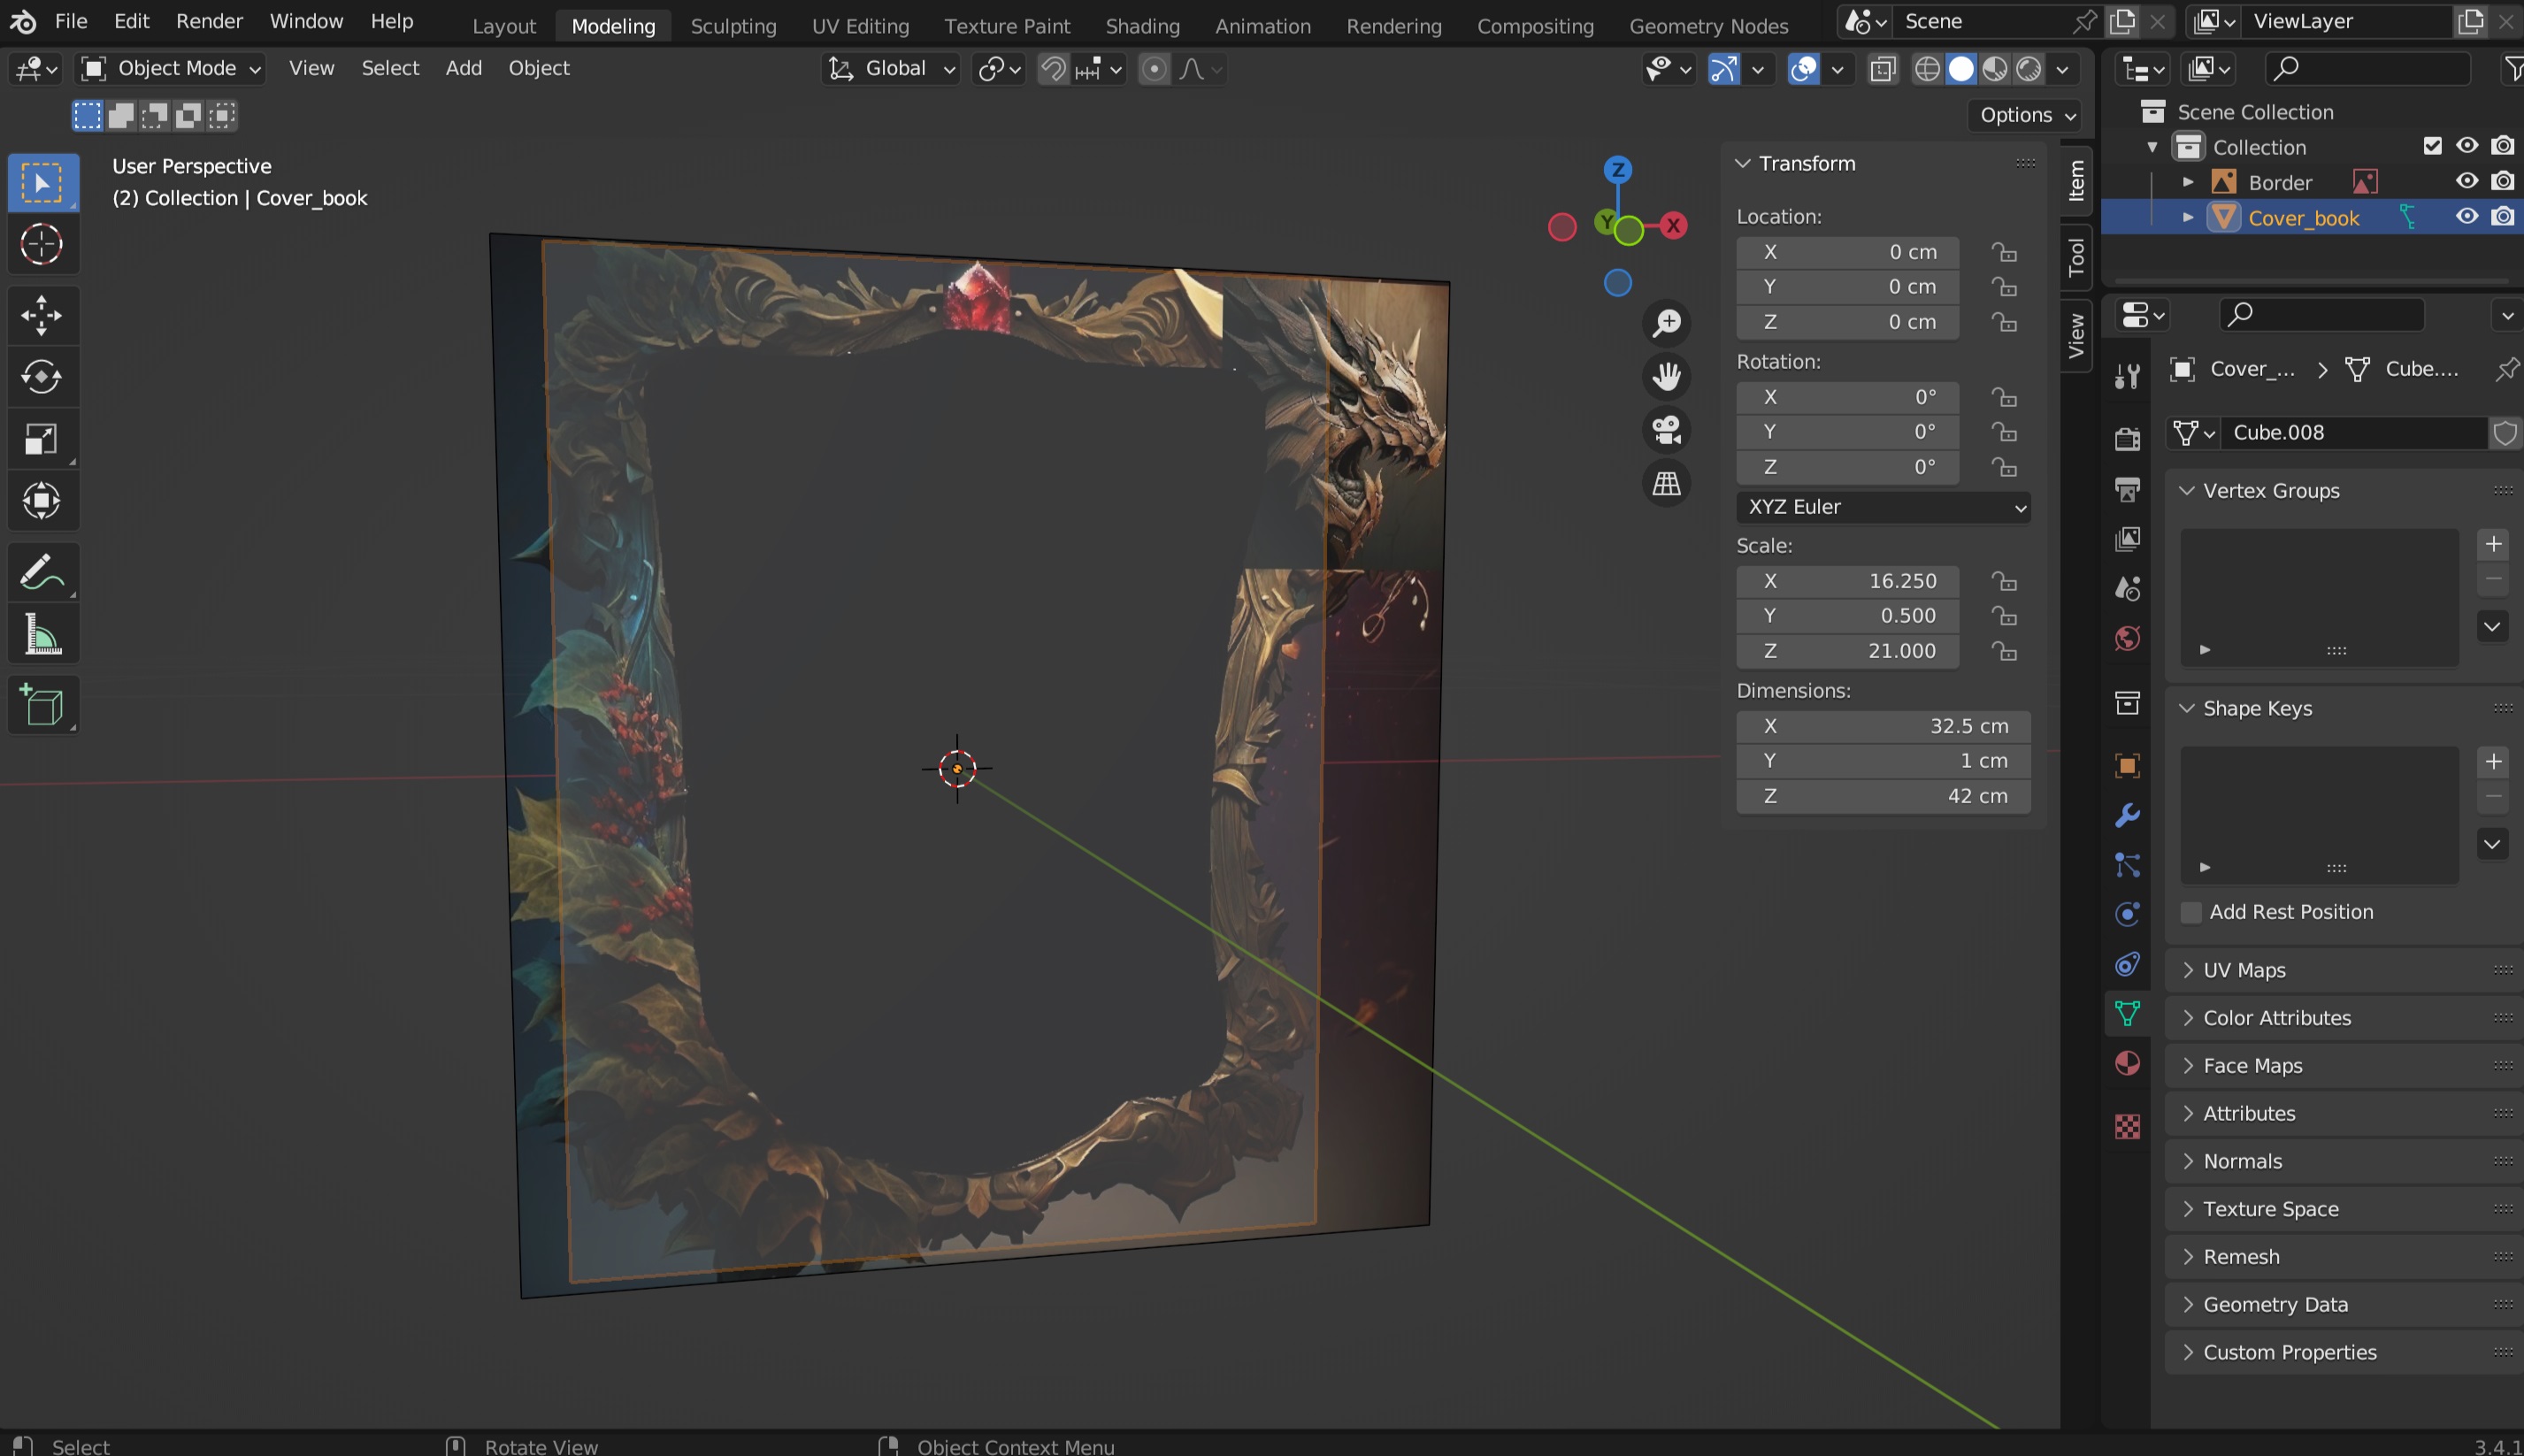 File Edit Render Window Help Layout Modeling Sculpting UV Editing Texture Paint Shading Animation Rendering Compositing Geometry Nodes Scene ViewLayer
Object Mode View Select Add Object Global
Options
User Perspective
(2) Collection | Cover_book
Z
Y
X
Transform
Location:
X 0 cm
Y 0 cm
Z 0 cm
Rotation:
X 0°
Y 0°
Z 0°
XYZ Euler
Scale:
X 16.250
Y 0.500
Z 21.000
Dimensions:
X 32.5 cm
Y 1 cm
Z 42 cm
Item
Tool
View
Scene Collection
Collection
Border
Cover_book
Cover_... Cube....
Cube.008
Vertex Groups
Shape Keys
Add Rest Position
UV Maps
Color Attributes
Face Maps
Attributes
Normals
Texture Space
Remesh
Geometry Data
Custom Properties
Select Rotate View Object Context Menu 3.4.1